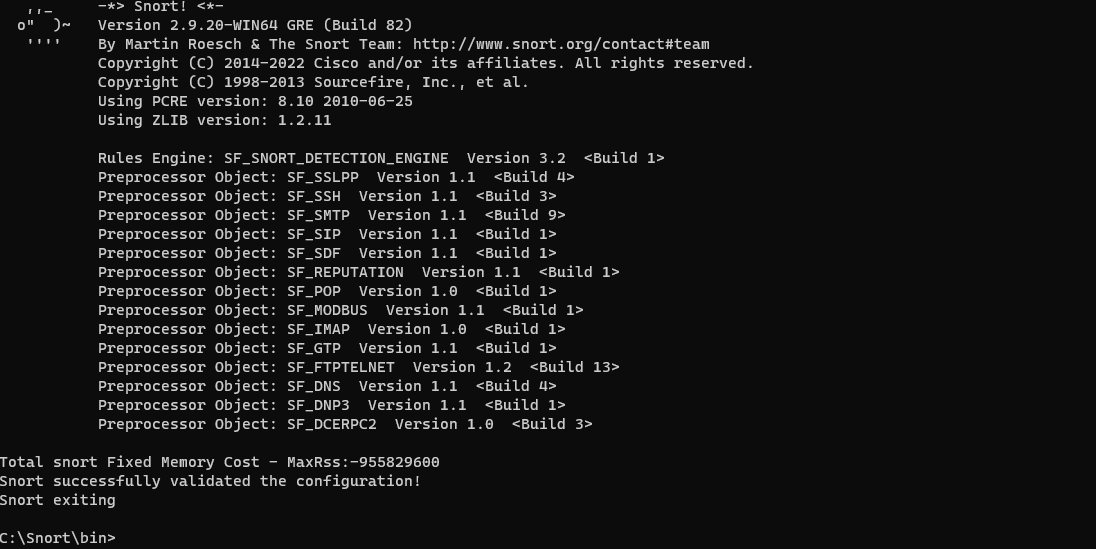 ,,_     -*> Snort! <*-
o"  )~   Version 2.9.20-WIN64 GRE (Build 82)
''''    By Martin Roesch & The Snort Team: http://www.snort.org/contact#team
Copyright (C) 2014-2022 Cisco and/or its affiliates. All rights reserved.
Copyright (C) 1998-2013 Sourcefire, Inc., et al.
Using PCRE version: 8.10 2010-06-25
Using ZLIB version: 1.2.11
Rules Engine: SF_SNORT_DETECTION_ENGINE  Version 3.2  <Build 1>
Preprocessor Object: SF_SSLPP  Version 1.1  <Build 4>
Preprocessor Object: SF_SSH  Version 1.1  <Build 3>
Preprocessor Object: SF_SMTP  Version 1.1  <Build 9>
Preprocessor Object: SF_SIP  Version 1.1  <Build 1>
Preprocessor Object: SF_SDF  Version 1.1  <Build 1>
Preprocessor Object: SF_REPUTATION  Version 1.1  <Build 1>
Preprocessor Object: SF_POP  Version 1.0  <Build 1>
Preprocessor Object: SF_MODBUS  Version 1.1  <Build 1>
Preprocessor Object: SF_IMAP  Version 1.0  <Build 1>
Preprocessor Object: SF_GTP  Version 1.1  <Build 1>
Preprocessor Object: SF_FTPTELNET  Version 1.2  <Build 13>
Preprocessor Object: SF_DNS  Version 1.1  <Build 4>
Preprocessor Object: SF_DNP3  Version 1.1  <Build 1>
Preprocessor Object: SF_DCERPC2  Version 1.0  <Build 3>
Total snort Fixed Memory Cost - MaxRss:-955829600
Snort successfully validated the configuration!
Snort exiting
C:\Snort\bin>